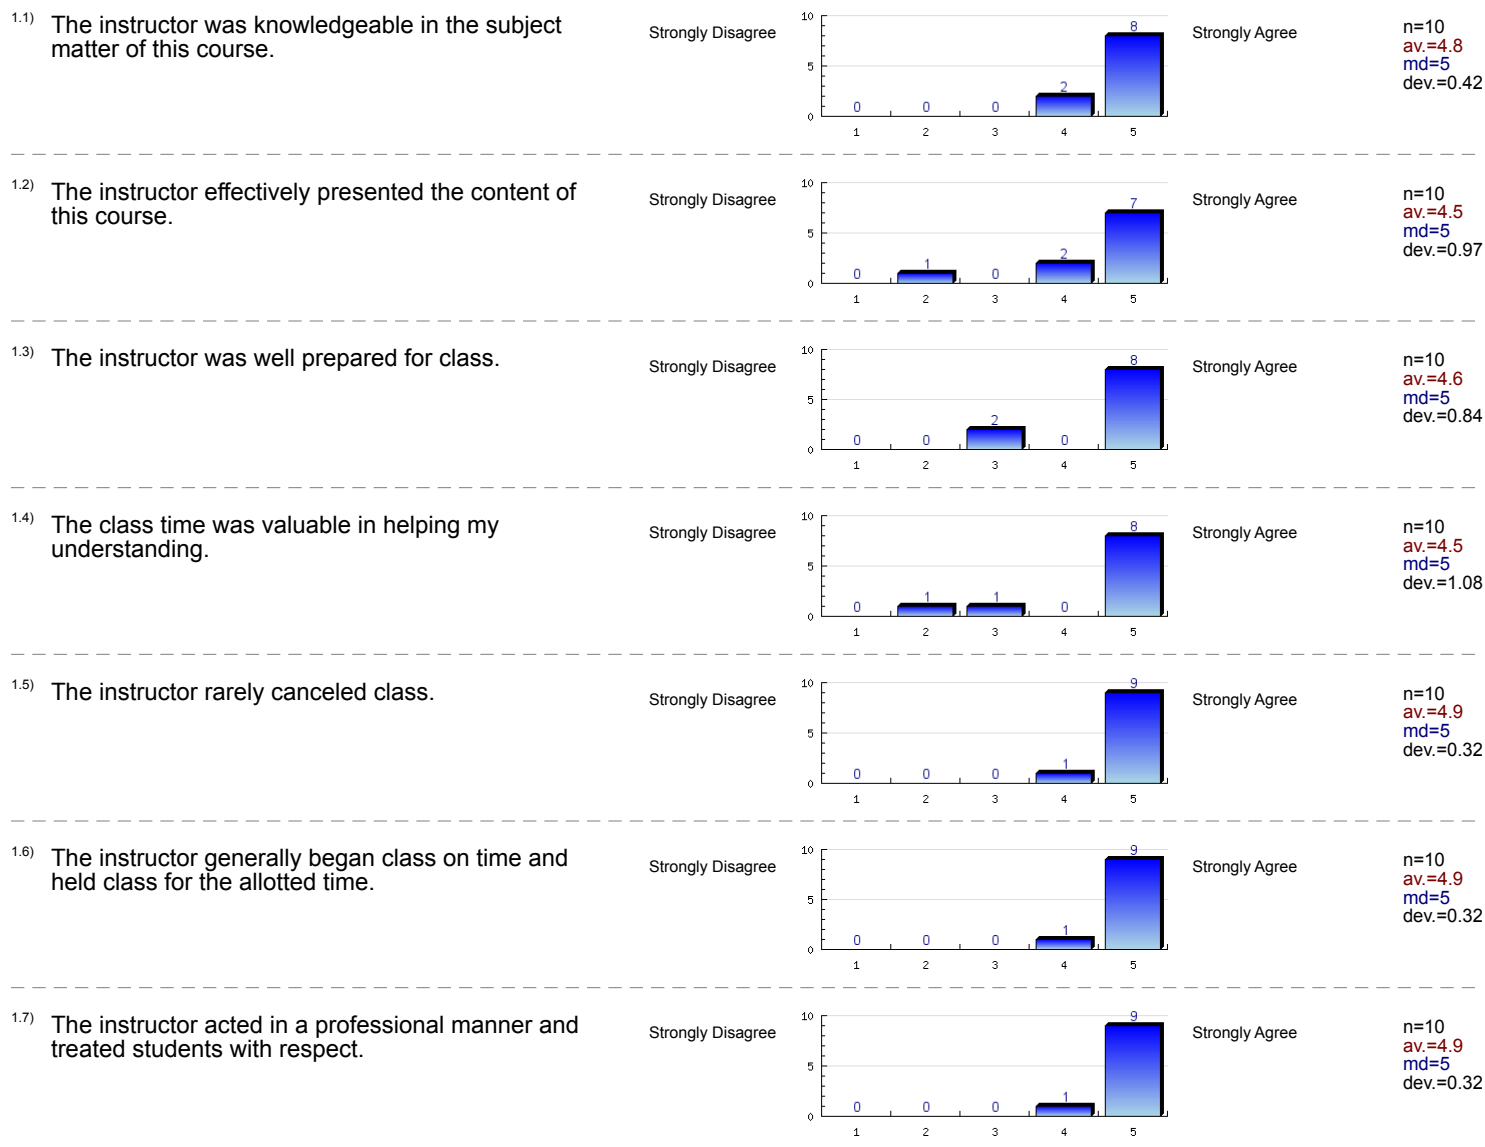 1.1) The instructor was knowledgeable in the subject
matter of this course.
Strongly Disagree
10
5
0
0 0 0 2 8
1 2 3 4 5
Strongly Agree
n=10
av.=4.8
md=5
dev.=0.42
1.2) The instructor effectively presented the content of
this course.
Strongly Disagree
10
5
0
0 1 0 2 7
1 2 3 4 5
Strongly Agree
n=10
av.=4.5
md=5
dev.=0.97
1.3) The instructor was well prepared for class.
Strongly Disagree
10
5
0
0 0 2 0 8
1 2 3 4 5
Strongly Agree
n=10
av.=4.6
md=5
dev.=0.84
1.4) The class time was valuable in helping my
understanding.
Strongly Disagree
10
5
0
0 1 1 0 8
1 2 3 4 5
Strongly Agree
n=10
av.=4.5
md=5
dev.=1.08
1.5) The instructor rarely canceled class.
Strongly Disagree
10
5
0
0 0 0 1 9
1 2 3 4 5
Strongly Agree
n=10
av.=4.9
md=5
dev.=0.32
1.6) The instructor generally began class on time and
held class for the allotted time.
Strongly Disagree
10
5
0
0 0 0 1 9
1 2 3 4 5
Strongly Agree
n=10
av.=4.9
md=5
dev.=0.32
1.7) The instructor acted in a professional manner and
treated students with respect.
Strongly Disagree
10
5
0
0 0 0 1 9
1 2 3 4 5
Strongly Agree
n=10
av.=4.9
md=5
dev.=0.32